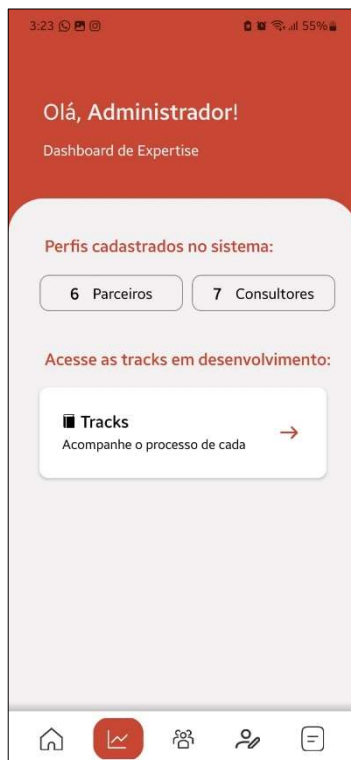 3:23 55%
Olá, Administrador!
Dashboard de Expertise
Perfis cadastrados no sistema:
6 Parceiros 7 Consultores
Acesse as tracks em desenvolvimento:
Tracks
Acompanhe o processo de cada